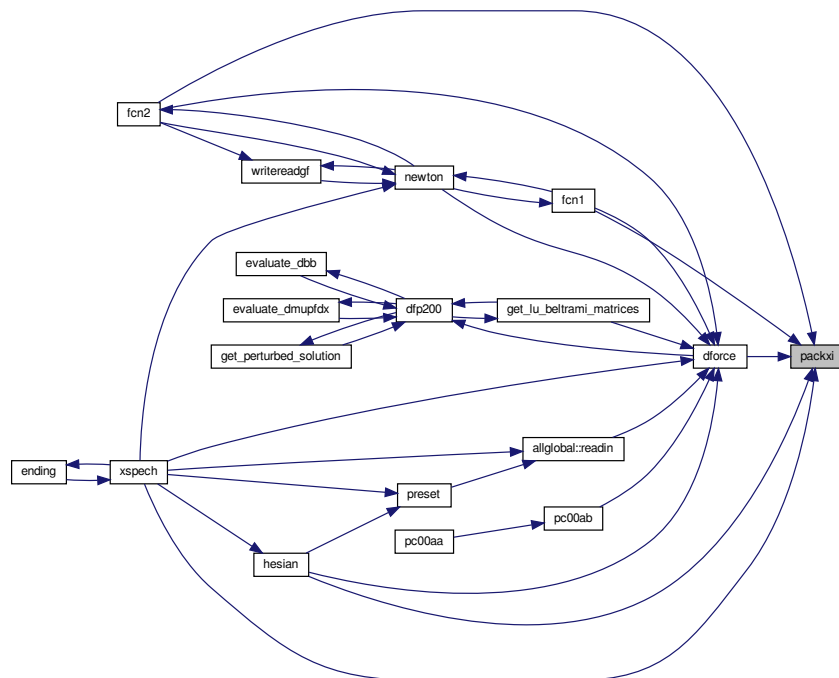 fcn2
writereadgf
newton
fcn1
evaluate_dbb
evaluate_dmupfdx
dfp200
get_lu_beltrami_matrices
get_perturbed_solution
dforce
packxi
allglobal::readin
ending
xspech
preset
pc00ab
pc00aa
hesian